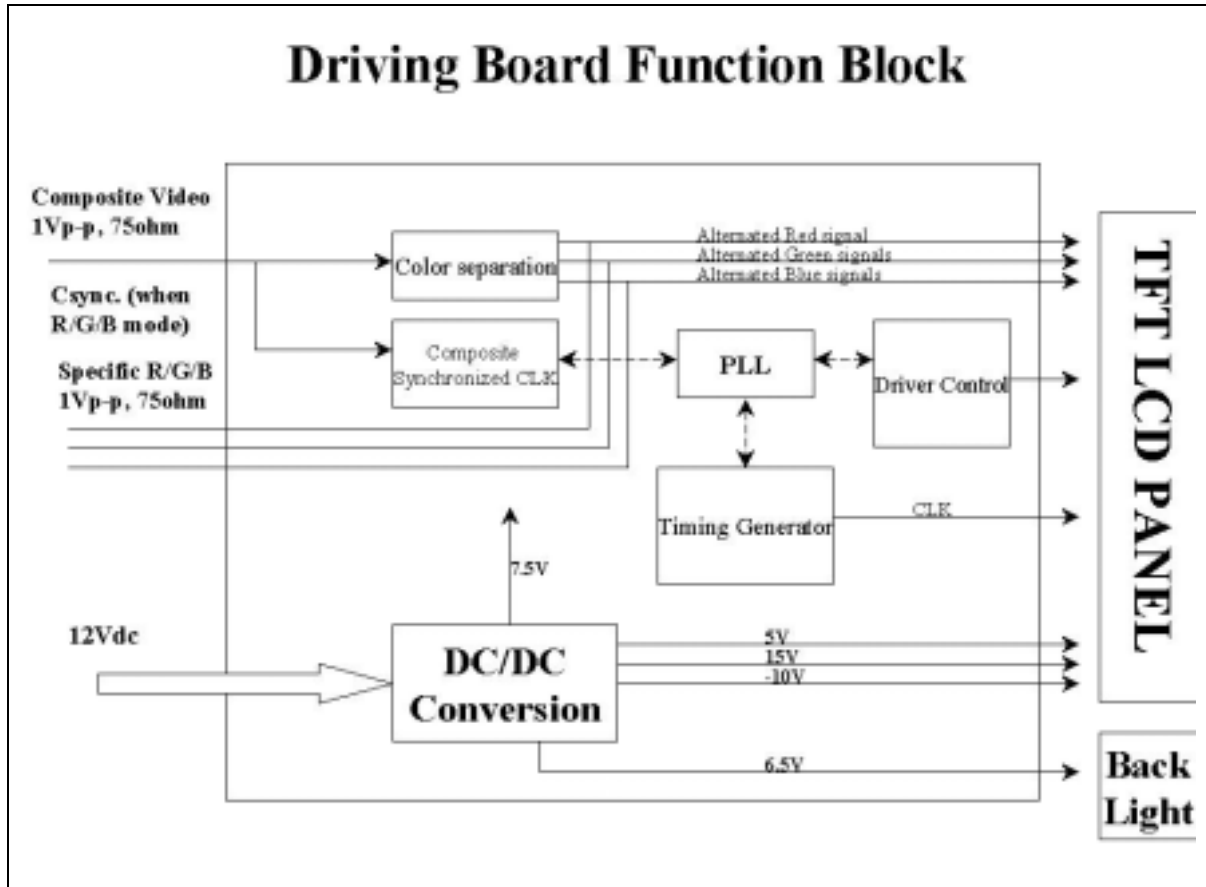 Driving Board Function Block
Composite Video
1Vp-p, 75ohm
Csync. (when
R/G/B mode)
Specific R/G/B
1Vp-p, 75ohm
Color separation
Alternated Red signal
Alternated Green signals
Alternated Blue signals
Composite
Synchronized CLK
PLL
Driver Control
Timing Generator
CLK
TFT LCD PANEL
7.5V
12Vdc
DC/DC
Conversion
5V
15V
-10V
6.5V
Back
Light